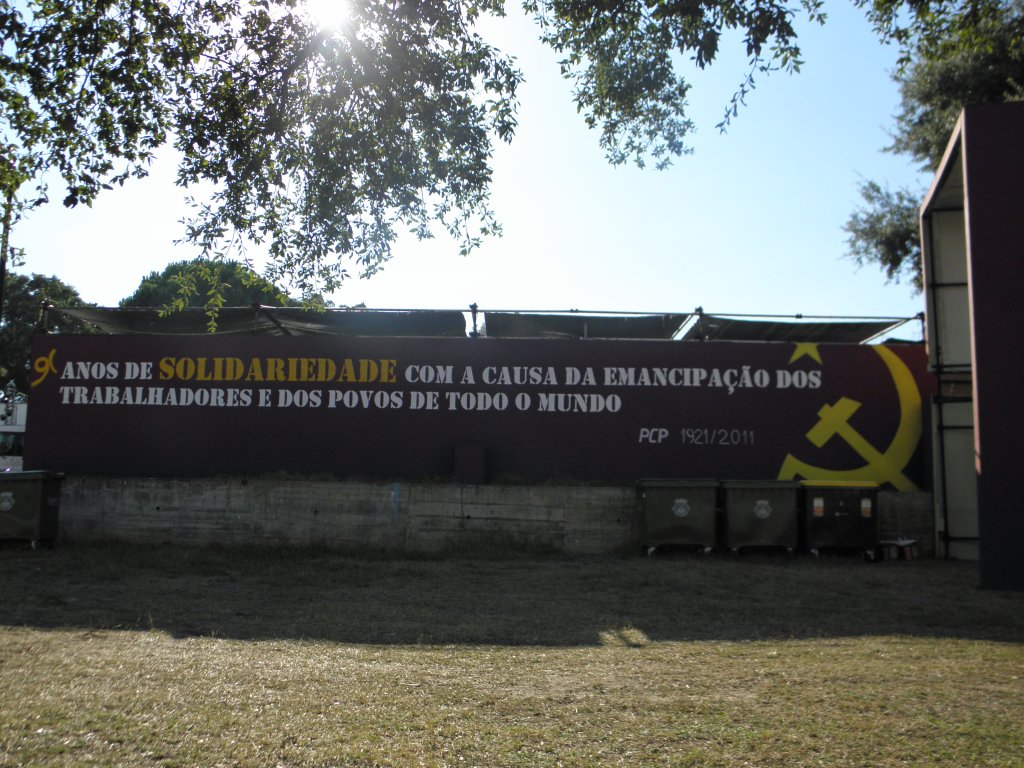 90 ANOS DE SOLIDARIEDADE COM A CAUSA DA EMANCIPAÇÃO DOS
TRABALHADORES E DOS POVOS DE TODO O MUNDO
PCP 1921/2011